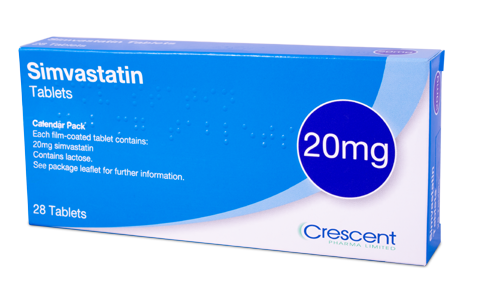 Simvastatin
Tablets
Calendar Pack
Each film-coated tablet contains:
20mg simvastatin
Contains lactose.
See package leaflet for further information.
20mg
28 Tablets
Crescent
PHARMA LIMITED